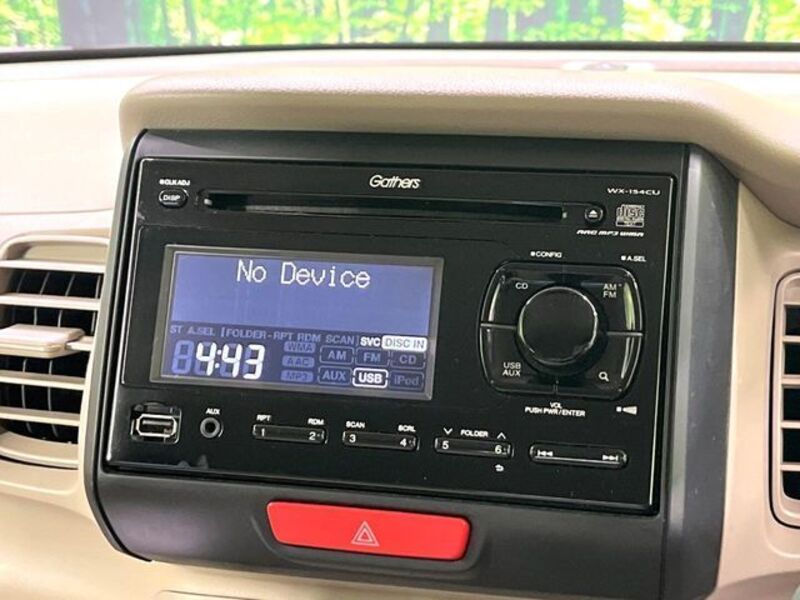 CLK ADJ
DISP
Gathers
WX-154CU
DISC
AAC MP3 WMA
No Device
ST A.SEL [FOLDER-RPT RDM SCAN SVC DISC IN
WMA
AM FM CD
4:43
AAC
MP3
AUX USB iPod
CONFIG
A.SEL
CD
AM
FM
USB
AUX
VOL
PUSH PWR/ENTER
AUX
RPT RDM
1 2
SCAN SCRL
3 4
FOLDER
5 6